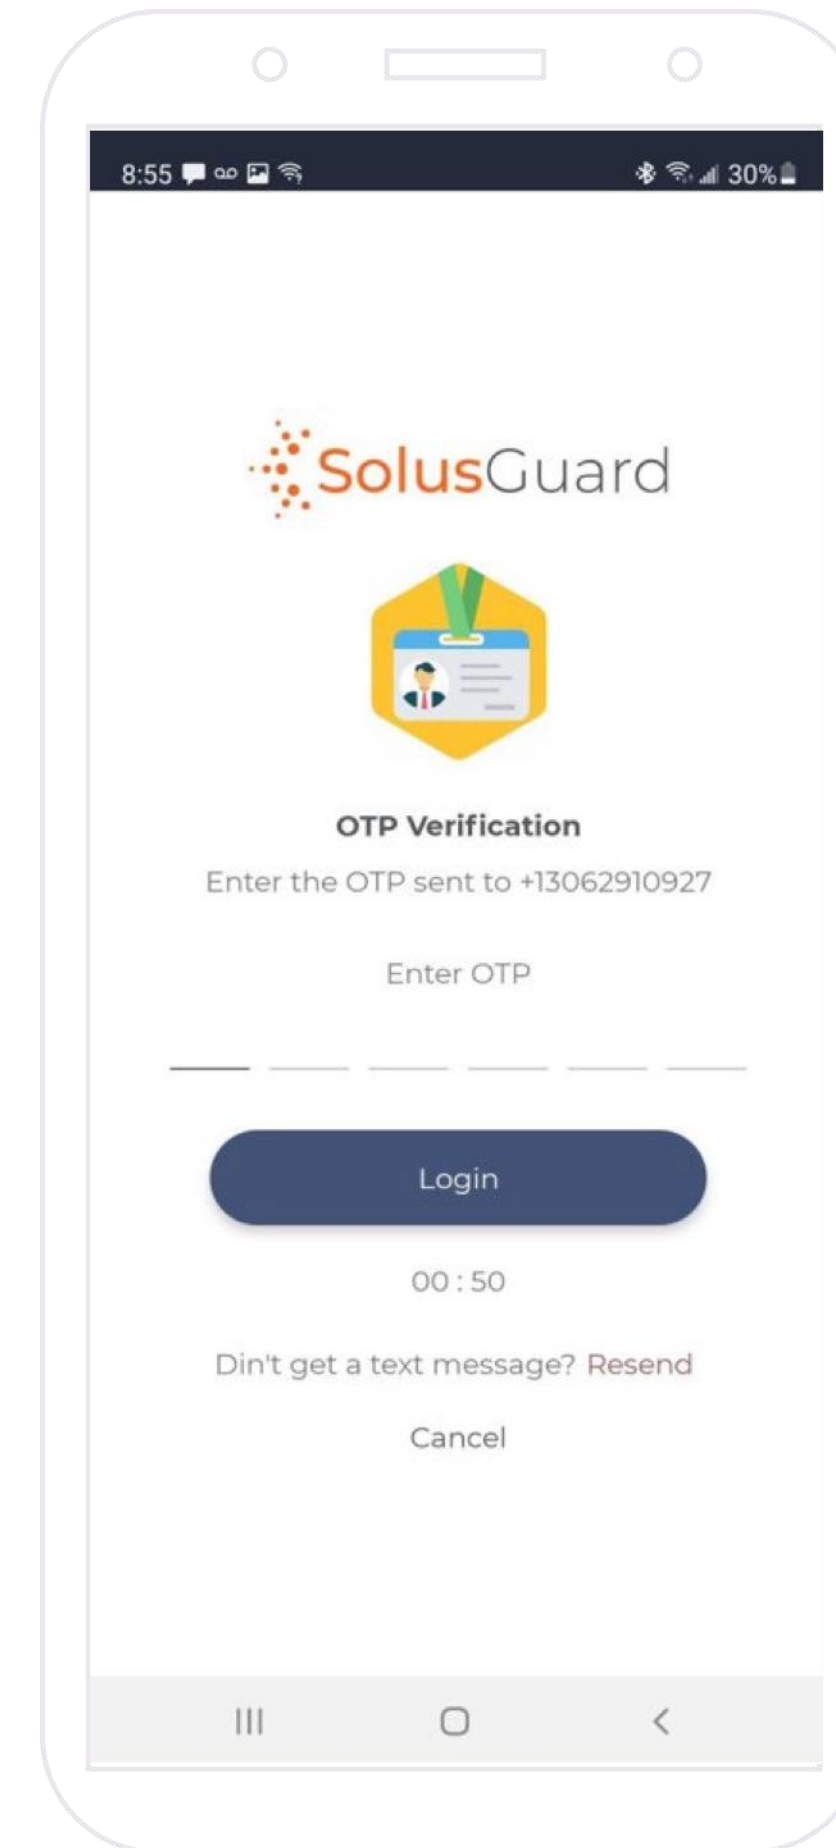 8:55
30%
SolusGuard
OTP Verification
Enter the OTP sent to +13062910927
Enter OTP
Login
00 : 50
Din't get a text message? Resend
Cancel